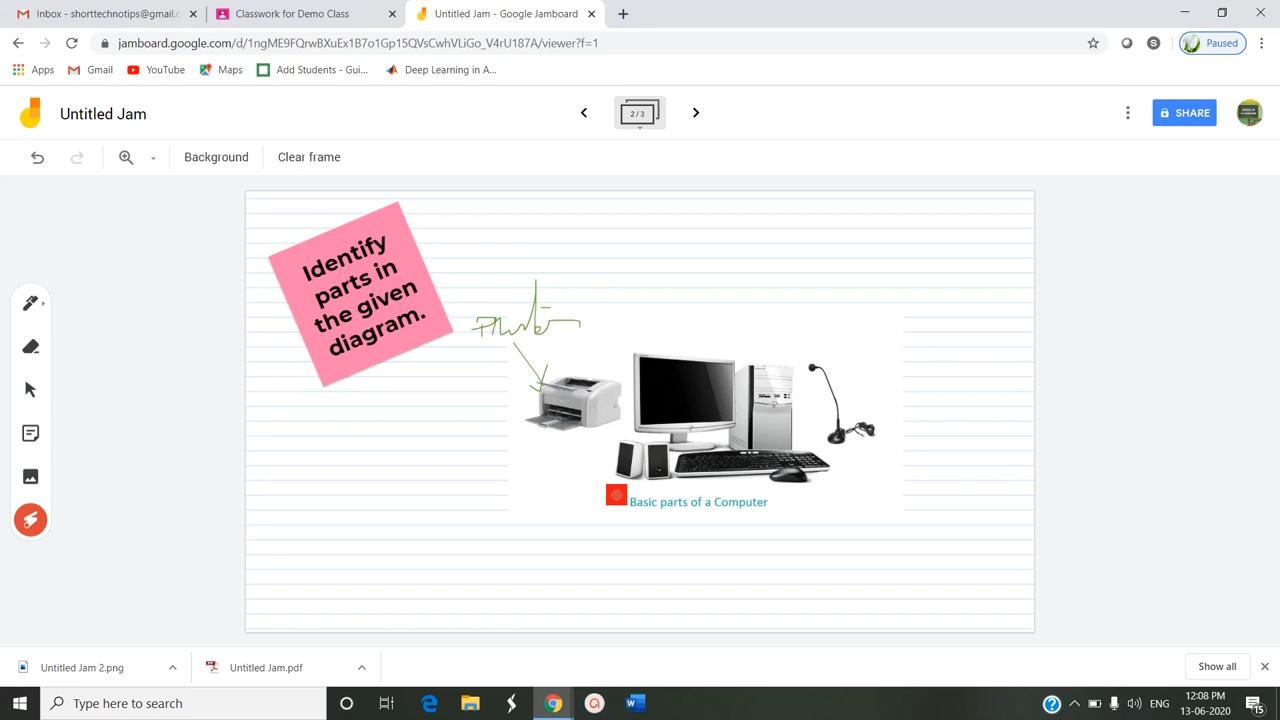 Inbox - shorttechnotips@gmail.c
Classwork for Demo Class
Untitled Jam - Google Jamboard
jamboard.google.com/d/1ngME9FQrwBXuEx1B7o1Gp15QVsCwhVLiGo_V4rU187A/viewer?f=1
S
Paused
Apps
Gmail
YouTube
Maps
Add Students - Gui...
Deep Learning in A...
Untitled Jam
2 / 3
SHARE
Background
Clear frame
Identify
parts in
the given
diagram.
Basic parts of a Computer
Untitled Jam 2.png
Untitled Jam.pdf
Show all
Type here to search
ENG
12:08 PM
13-06-2020
15